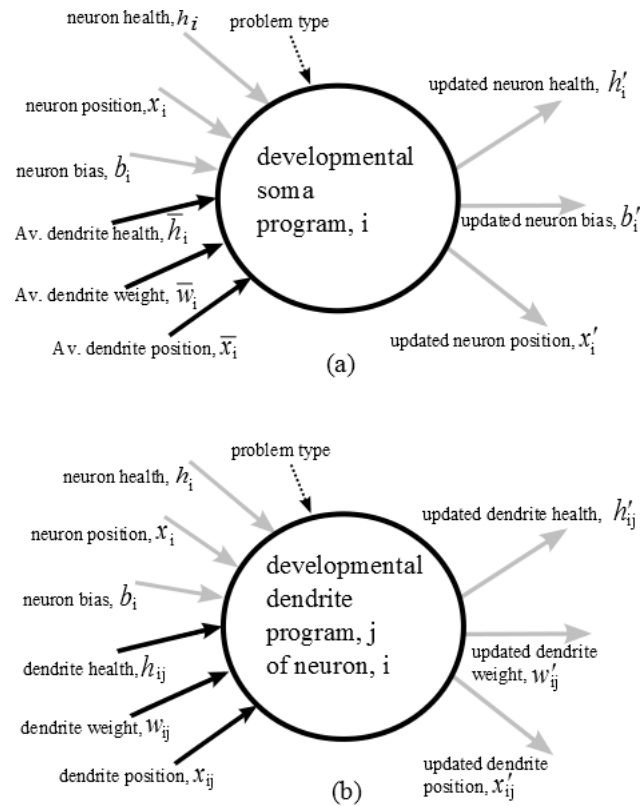 neuron health, hᵢ
problem type
neuron position, xᵢ
neuron bias, bᵢ
Av. dendrite health, h̅ᵢ
Av. dendrite weight, w̅ᵢ
Av. dendrite position, x̅ᵢ
developmental
soma
program, i
updated neuron health, h′ᵢ
updated neuron bias, b′ᵢ
updated neuron position, x′ᵢ
(a)
neuron health, hᵢ
problem type
neuron position, xᵢ
neuron bias, bᵢ
dendrite health, hᵢⱼ
dendrite weight, wᵢⱼ
dendrite position, xᵢⱼ
developmental
dendrite
program, j
of neuron, i
updated dendrite health, h′ᵢⱼ
updated dendrite
weight, w′ᵢⱼ
updated dendrite
position, x′ᵢⱼ
(b)